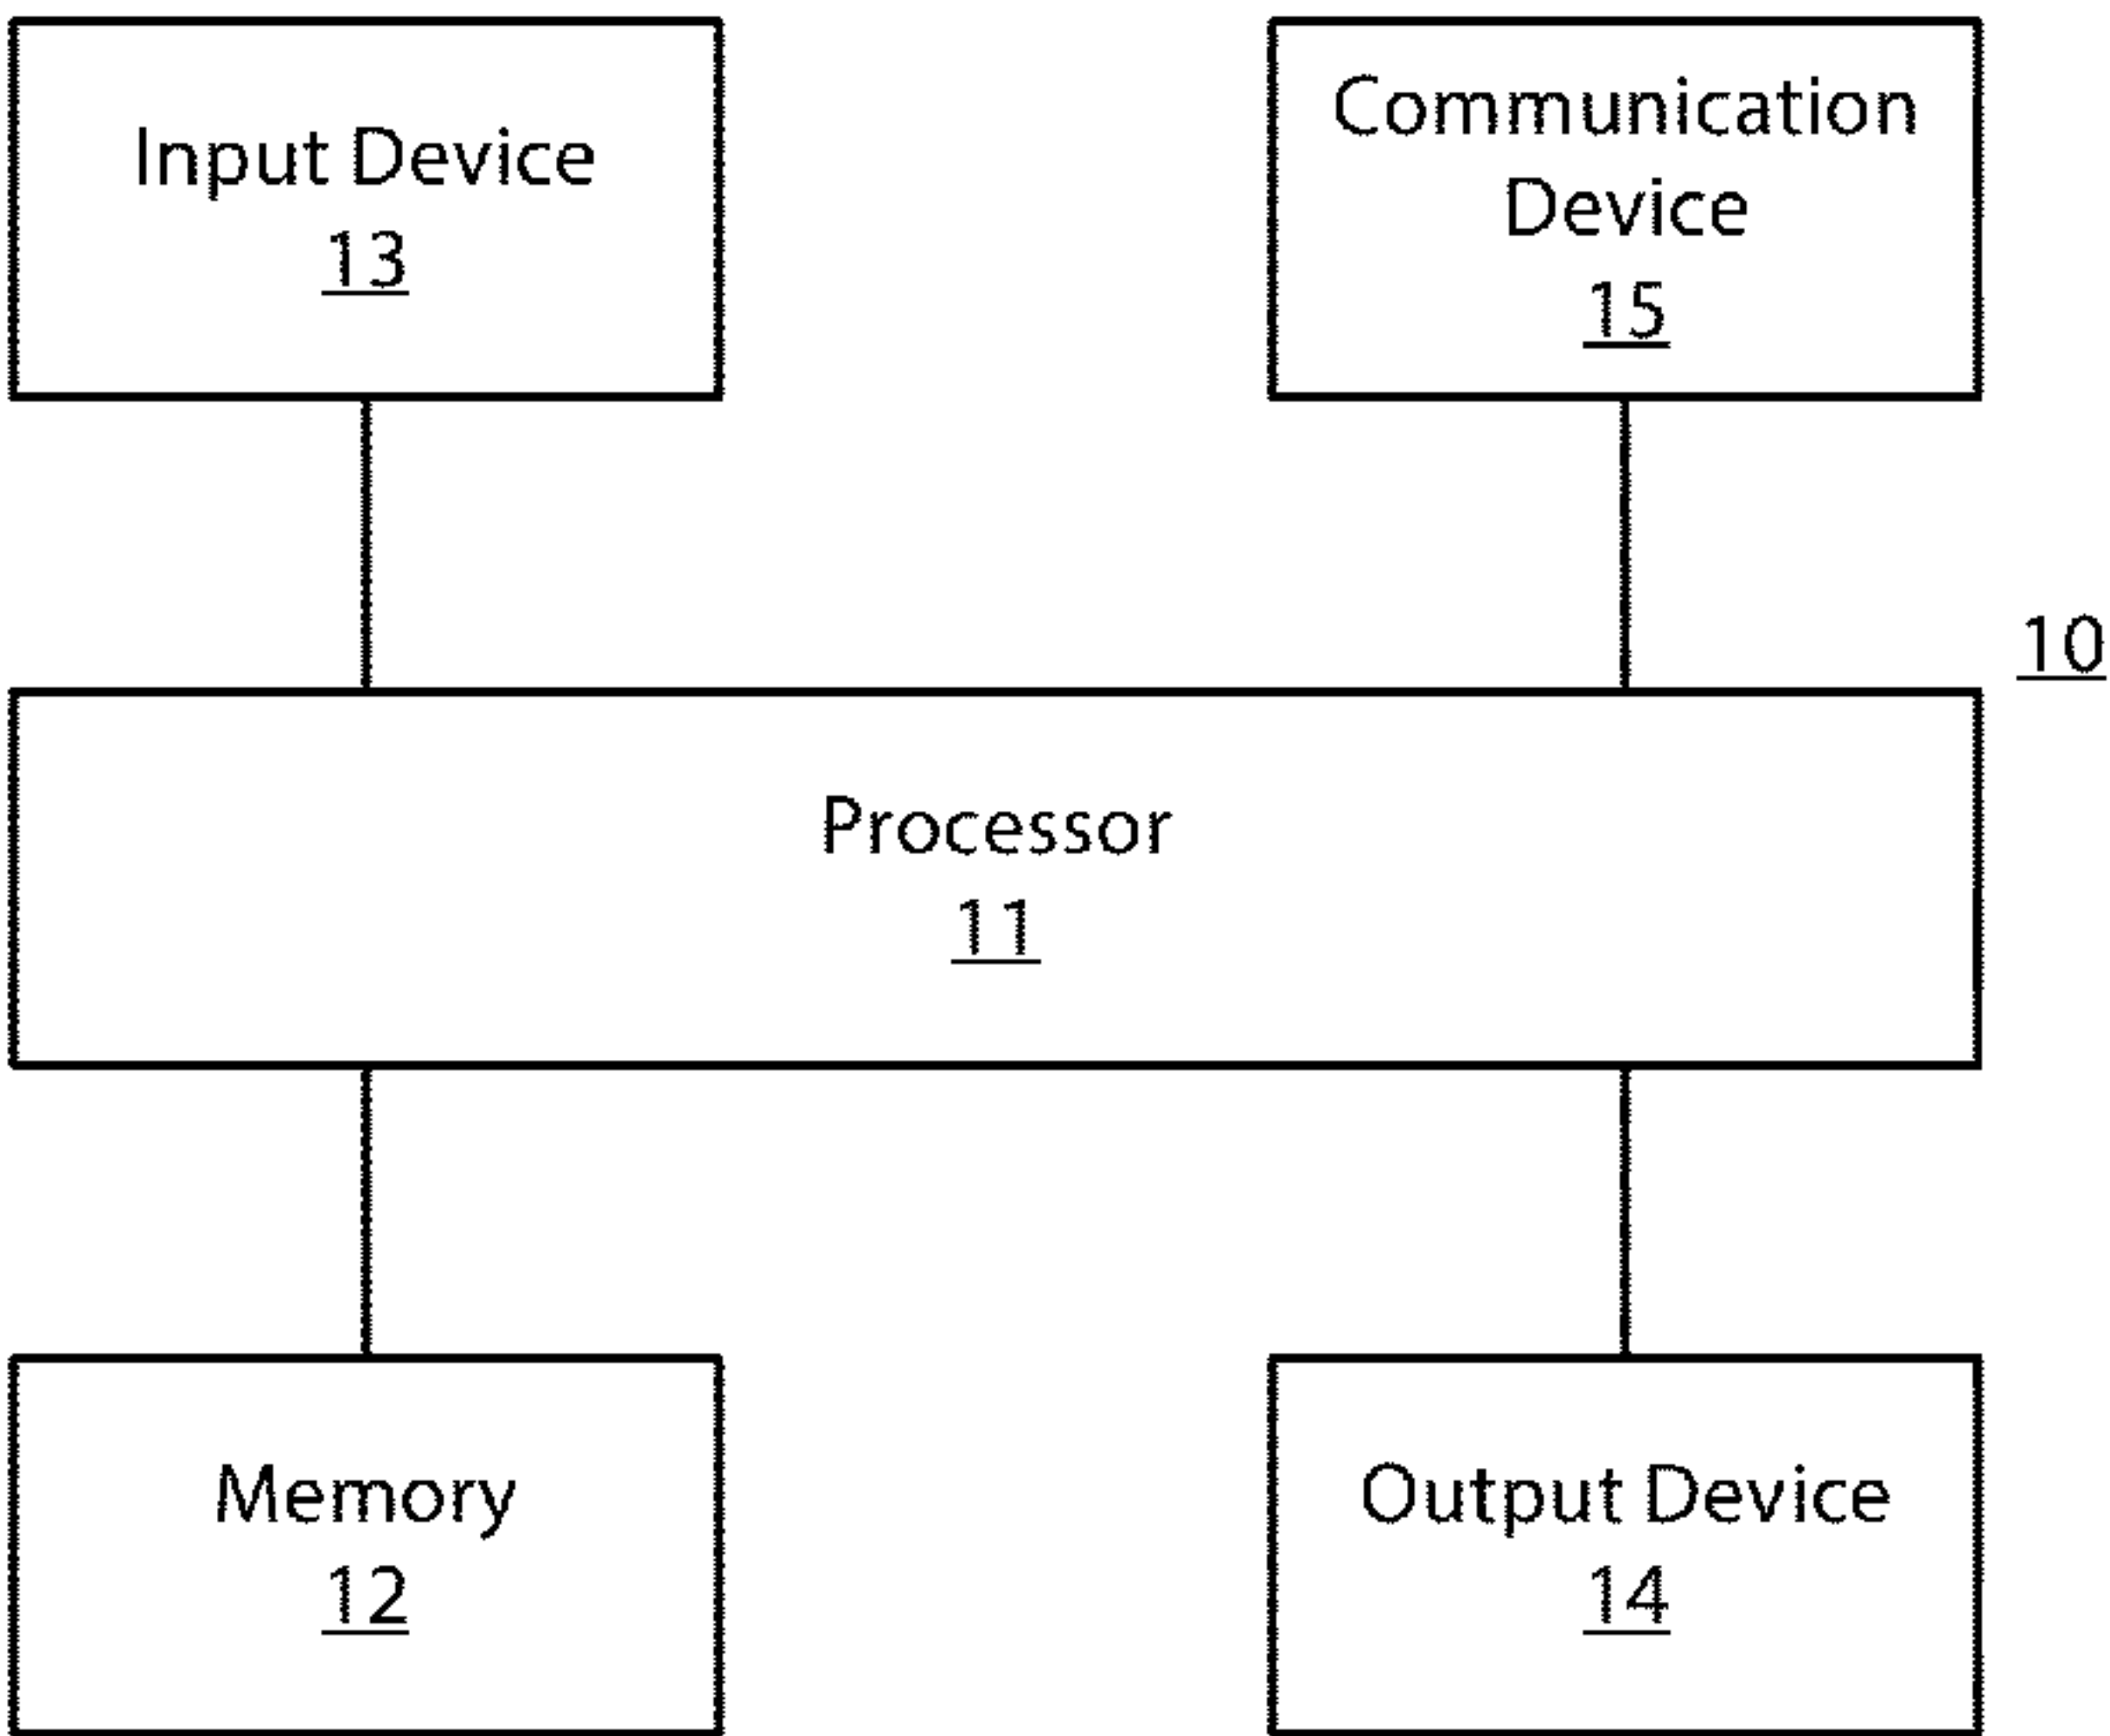 Input Device
13
Communication
Device
15
10
Processor
11
Memory
12
Output Device
14